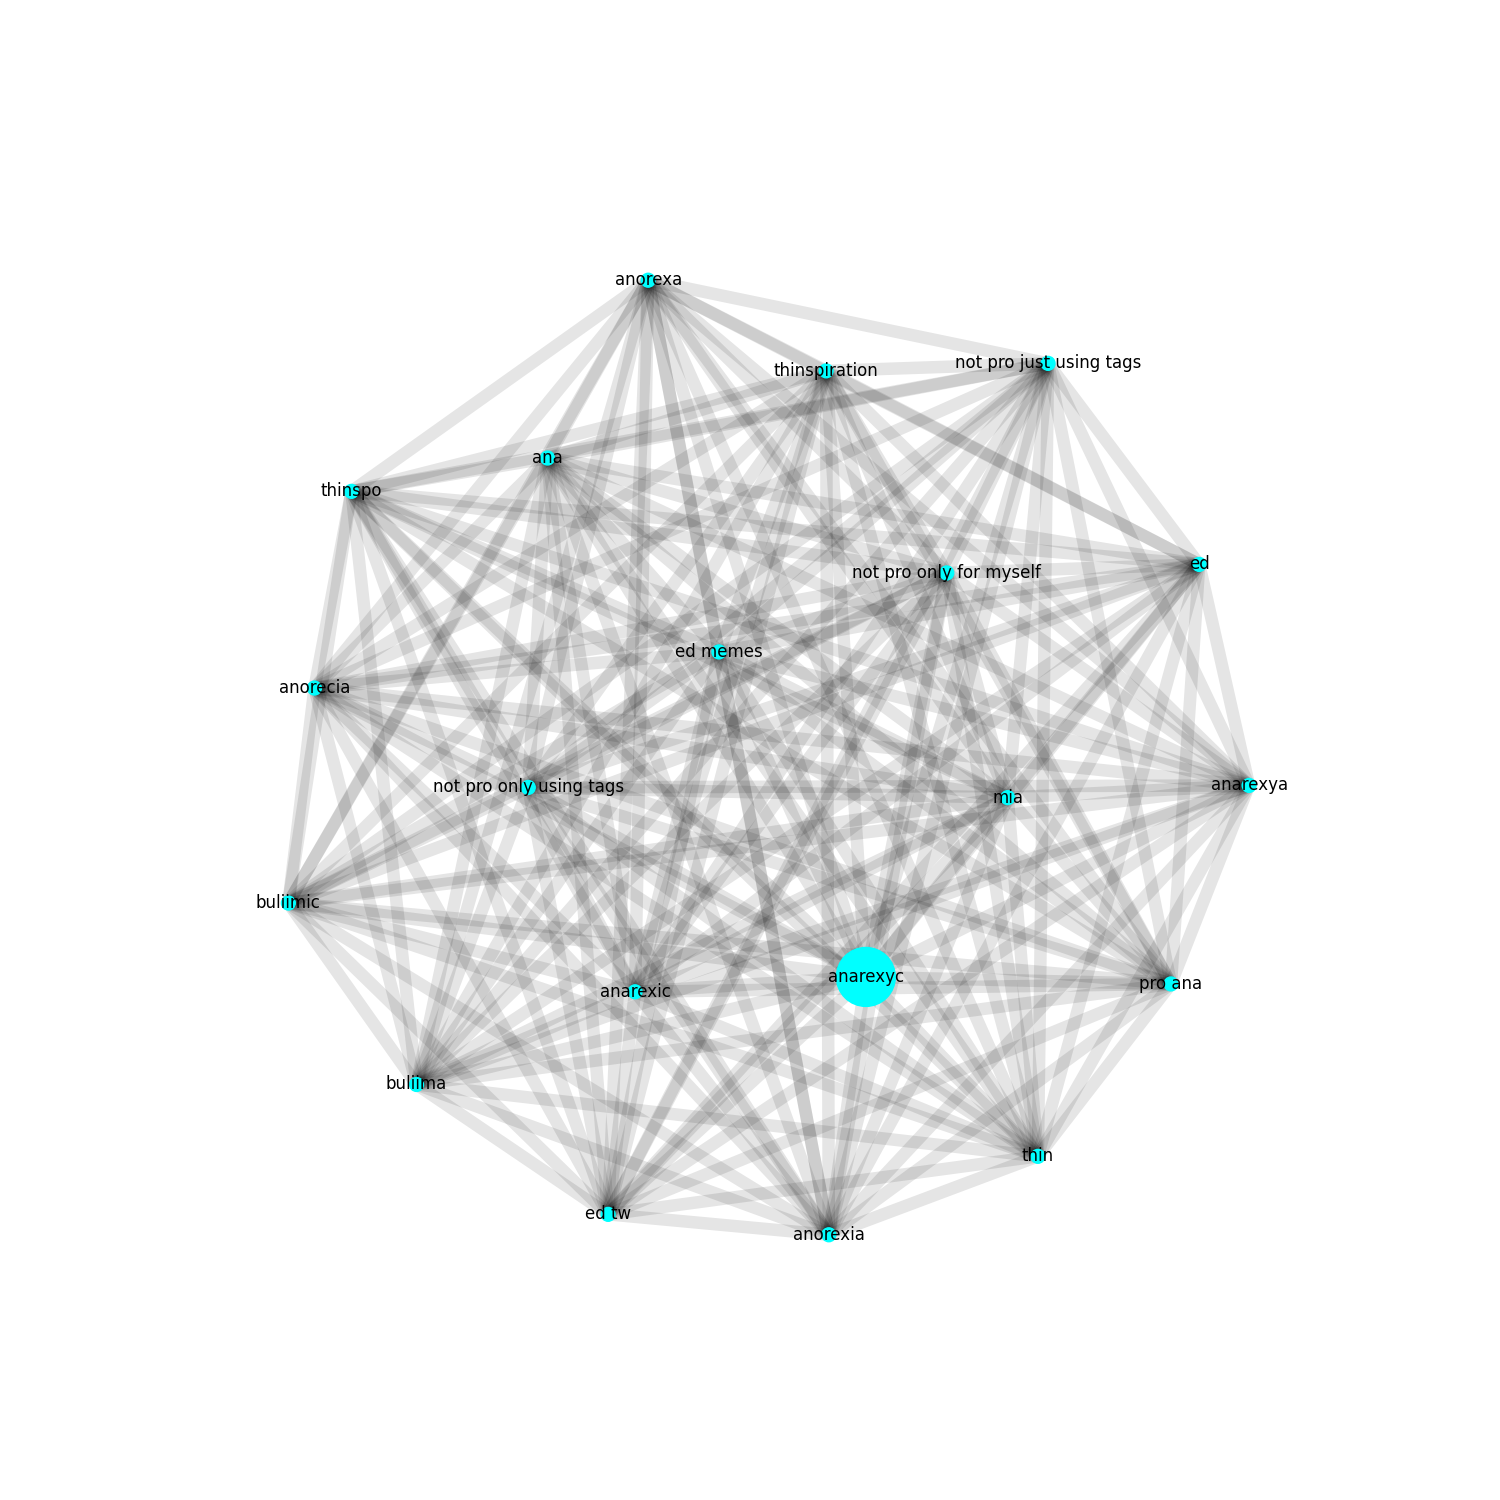 anorexa
not pro just using tags
thinspiration
ana
thinspo
ed
not pro only for myself
ed memes
anorecia
anarexya
not pro only using tags
mia
buliimic
anarexyc
pro ana
anarexic
buliima
thin
ed tw
anorexia